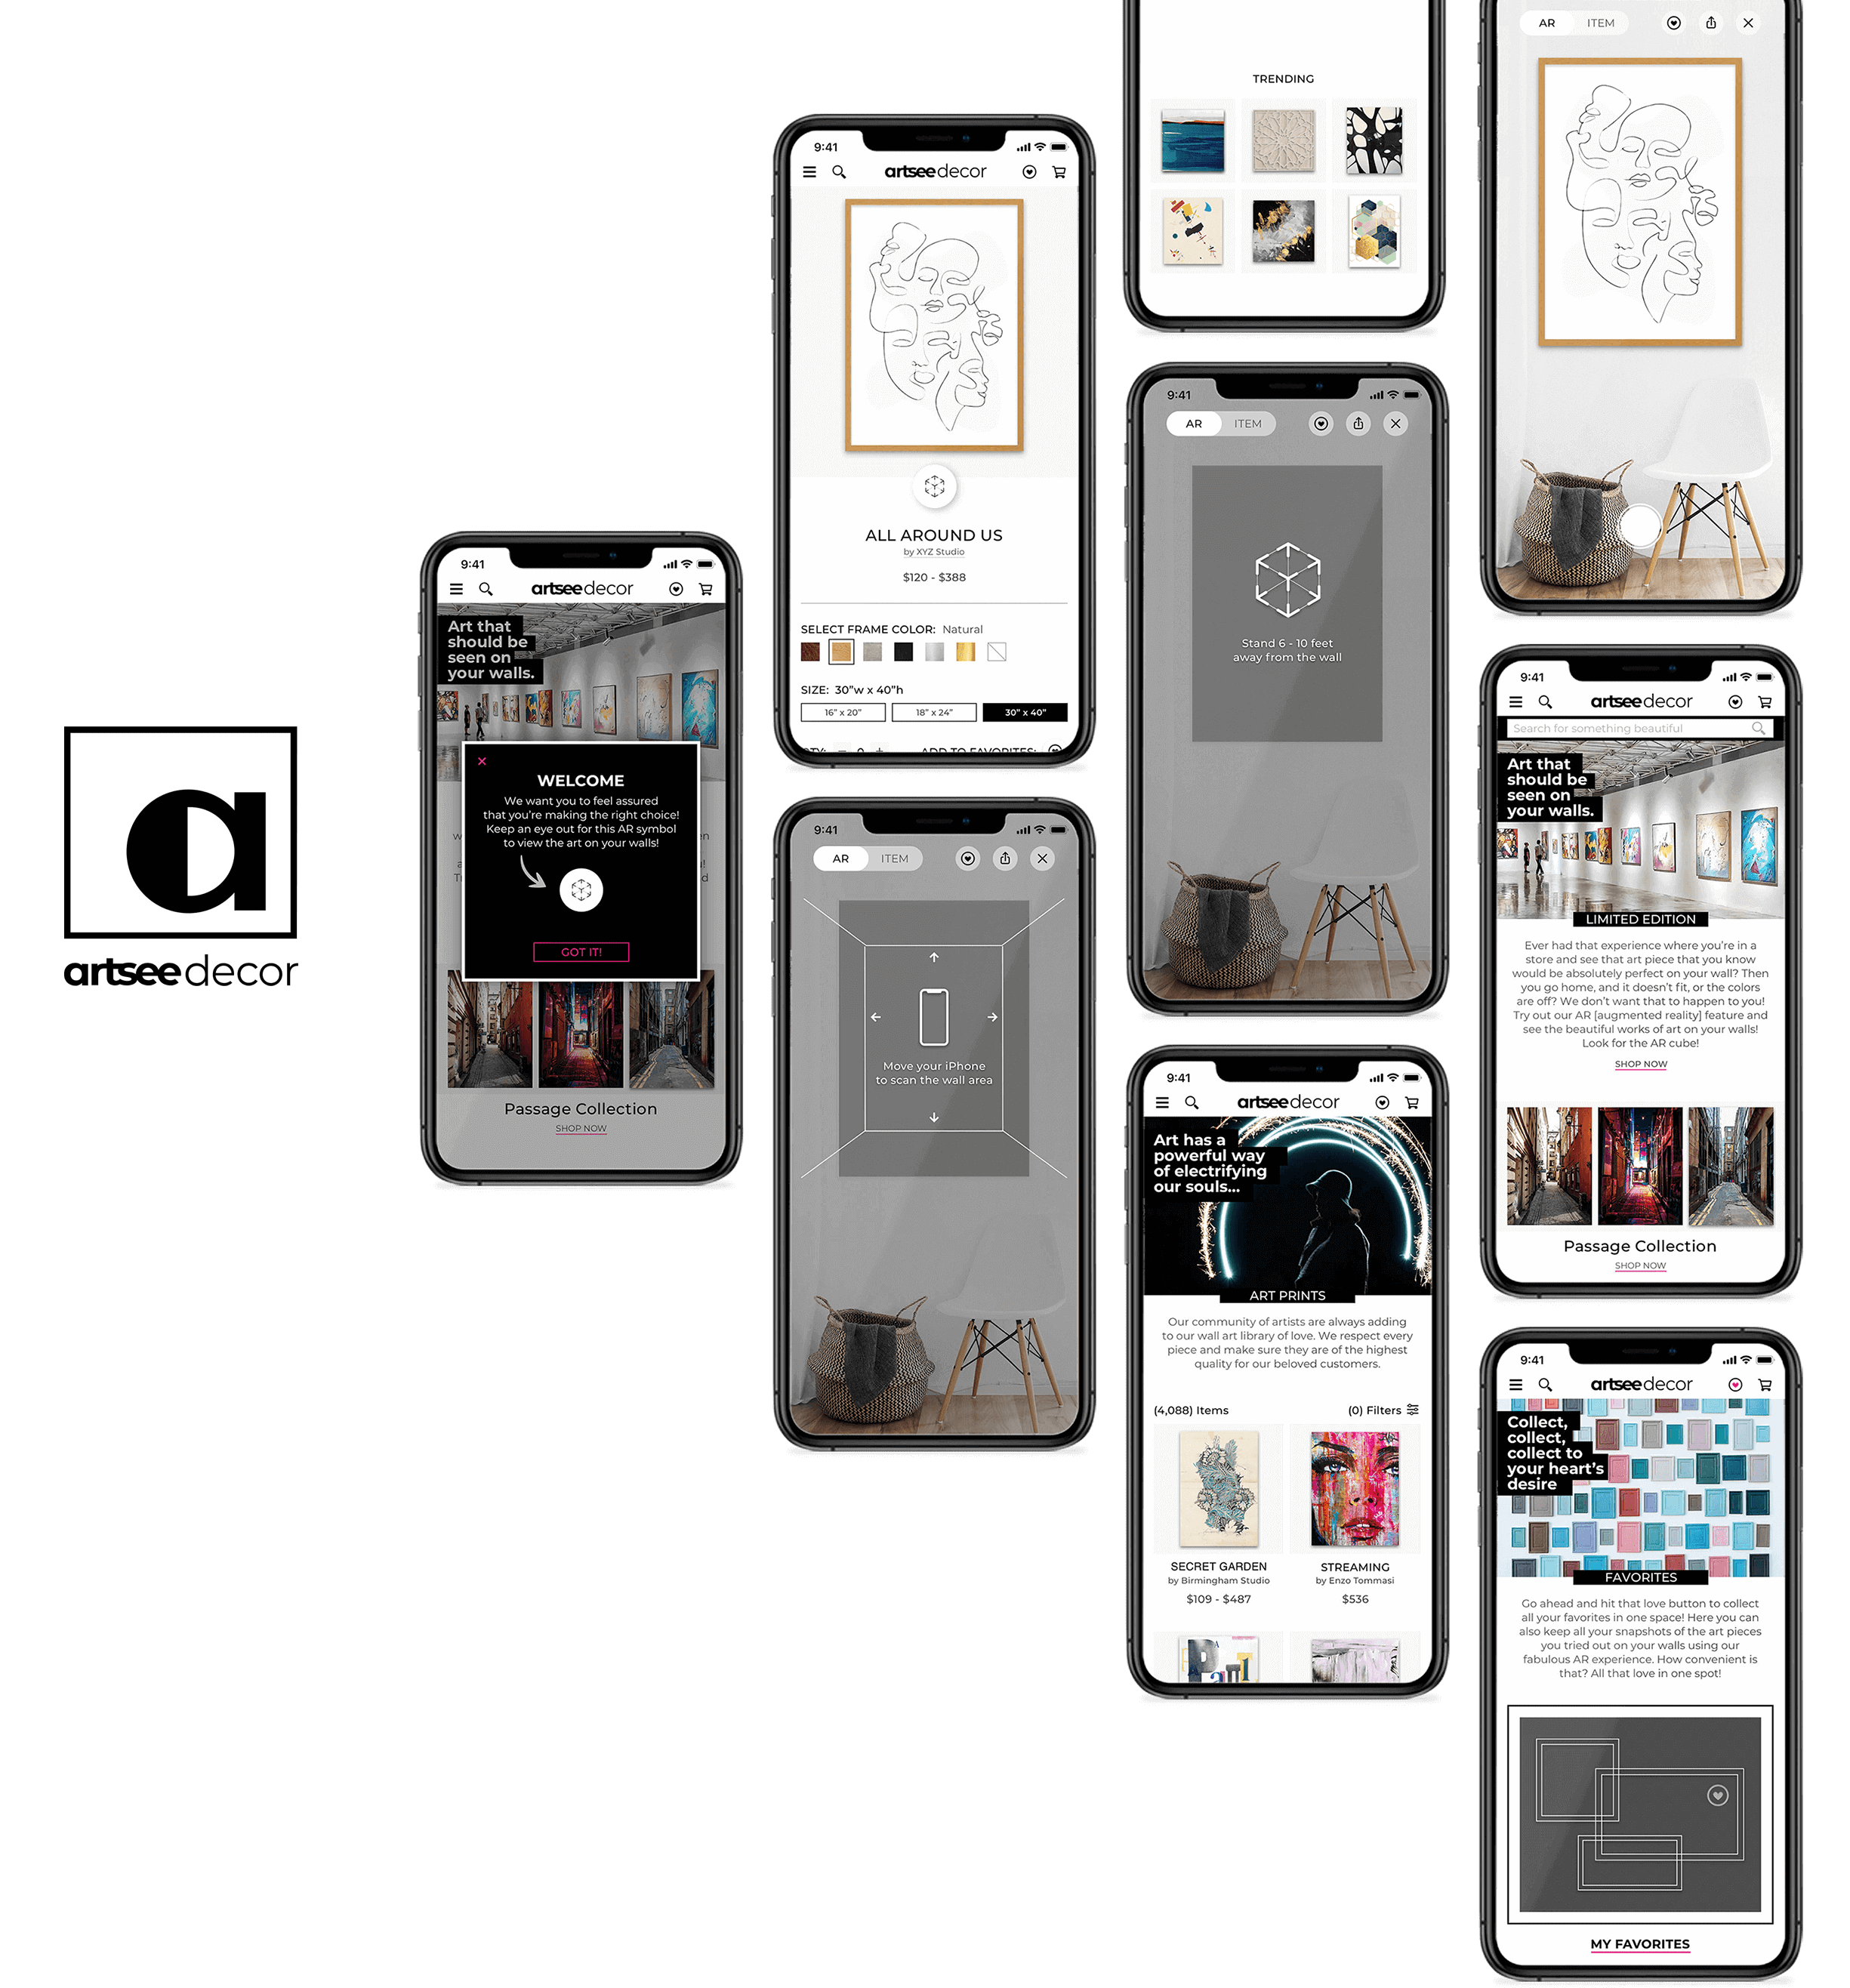 artsee decor
9:41
artsee decor
Art that
should be
seen on
your walls.
WELCOME
We want you to feel assured
that you're making the right choice!
Keep an eye out for this AR symbol
to view the art on your walls!
GOT IT!
Passage Collection
SHOP NOW
9:41
artsee decor
ALL AROUND US
by XYZ Studio
$120 - $388
SELECT FRAME COLOR: Natural
SIZE: 30”w x 40”h
16” x 20”
18” x 24”
30” x 40”
QTY: – 0 +
ADD TO FAVORITES:
9:41
AR ITEM
Move your iPhone
to scan the wall area
TRENDING
9:41
AR ITEM
Stand 6 - 10 feet
away from the wall
9:41
artsee decor
Art has a
powerful way
of electrifying
our souls...
ART PRINTS
Our community of artists are always adding
to our wall art library of love. We respect every
piece and make sure they are of the highest
quality for our beloved customers.
(4,088) Items
(0) Filters
SECRET GARDEN
by Birmingham Studio
$109 - $487
STREAMING
by Enzo Tommasi
$536
AR ITEM
9:41
artsee decor
Search for something beautiful
Art that
should be
seen on
your walls.
LIMITED EDITION
Ever had that experience where you're in a
store and see that art piece that you know
would be absolutely perfect on your wall? Then
you go home, and it doesn't fit, or the colors
are off? We don't want that to happen to you!
Try out our AR [augmented reality] feature and
see the beautiful works of art on your walls!
Look for the AR cube!
SHOP NOW
Passage Collection
SHOP NOW
9:41
artsee decor
Collect,
collect,
collect to
your heart's
desire
FAVORITES
Go ahead and hit that love button to collect
all your favorites in one space! Here you can
also keep all your snapshots of the art pieces
you tried out on your walls using our
fabulous AR experience. How convenient is
that? All that love in one spot!
MY FAVORITES